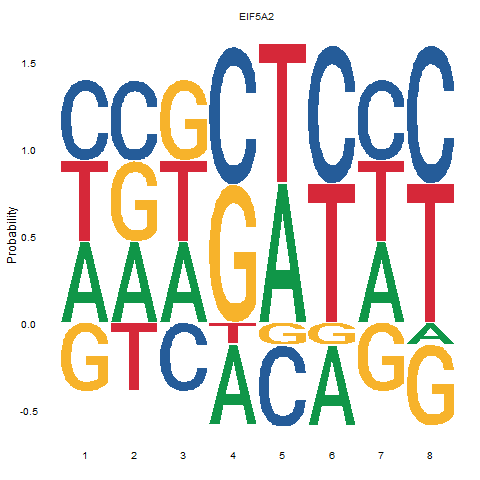 EIF5A2
Probability
1.5
1.0
0.5
0.0
-0.5
C C G C T C C C
T G T G A T T T
A A A T G G A A
G T C A C A G G
1 2 3 4 5 6 7 8